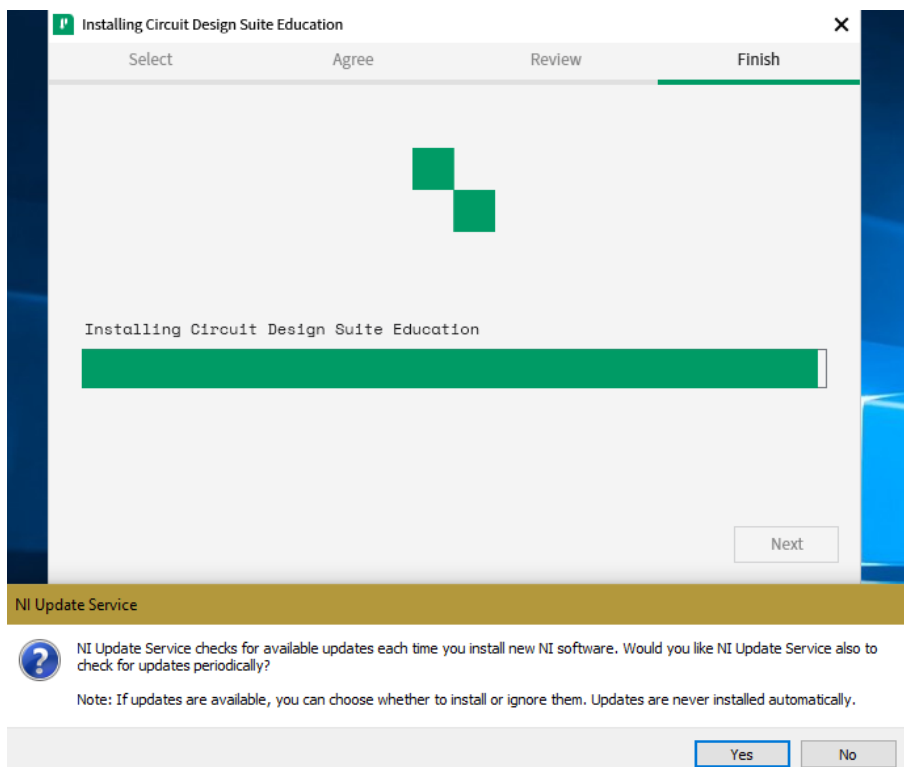 Installing Circuit Design Suite Education
Select Agree Review Finish
Installing Circuit Design Suite Education
Next
NI Update Service
NI Update Service checks for available updates each time you install new NI software. Would you like NI Update Service also to
check for updates periodically?
Note: If updates are available, you can choose whether to install or ignore them. Updates are never installed automatically.
Yes No